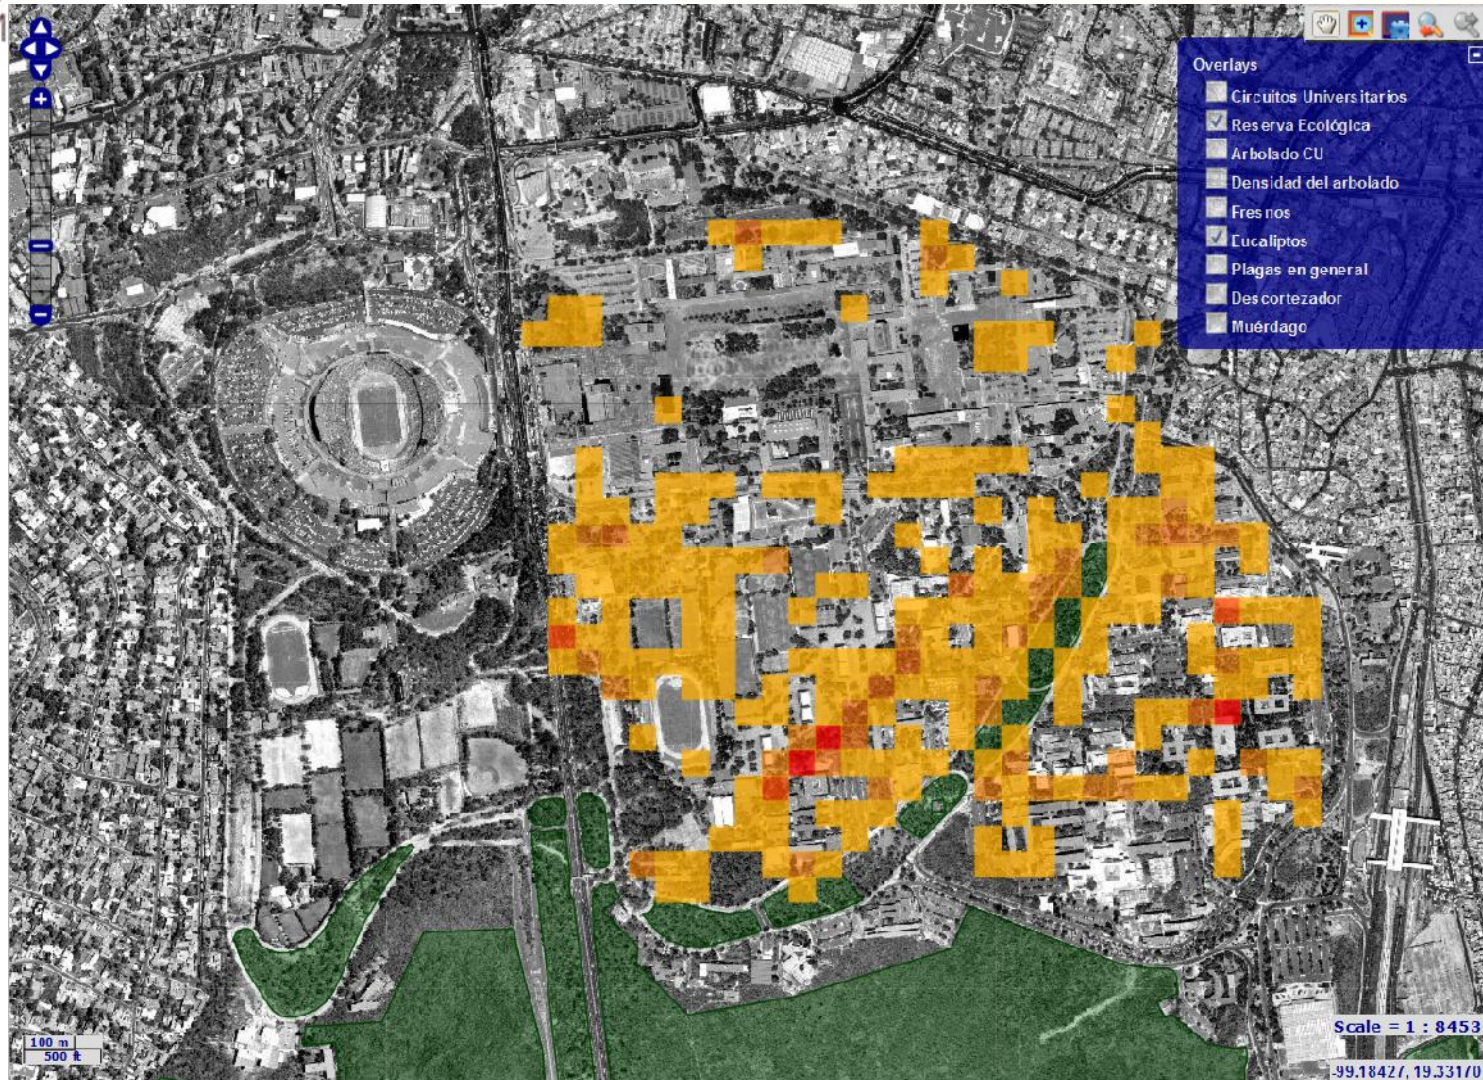 Overlays
Circuitos Universitarios
Reserva Ecológica
Arbolado CU
Densidad del arbolado
Fresnos
Eucaliptos
Plagas en general
Descortezador
Muérdago
100 m
500 ft
Scale = 1 : 8453
-99.18427, 19.33170